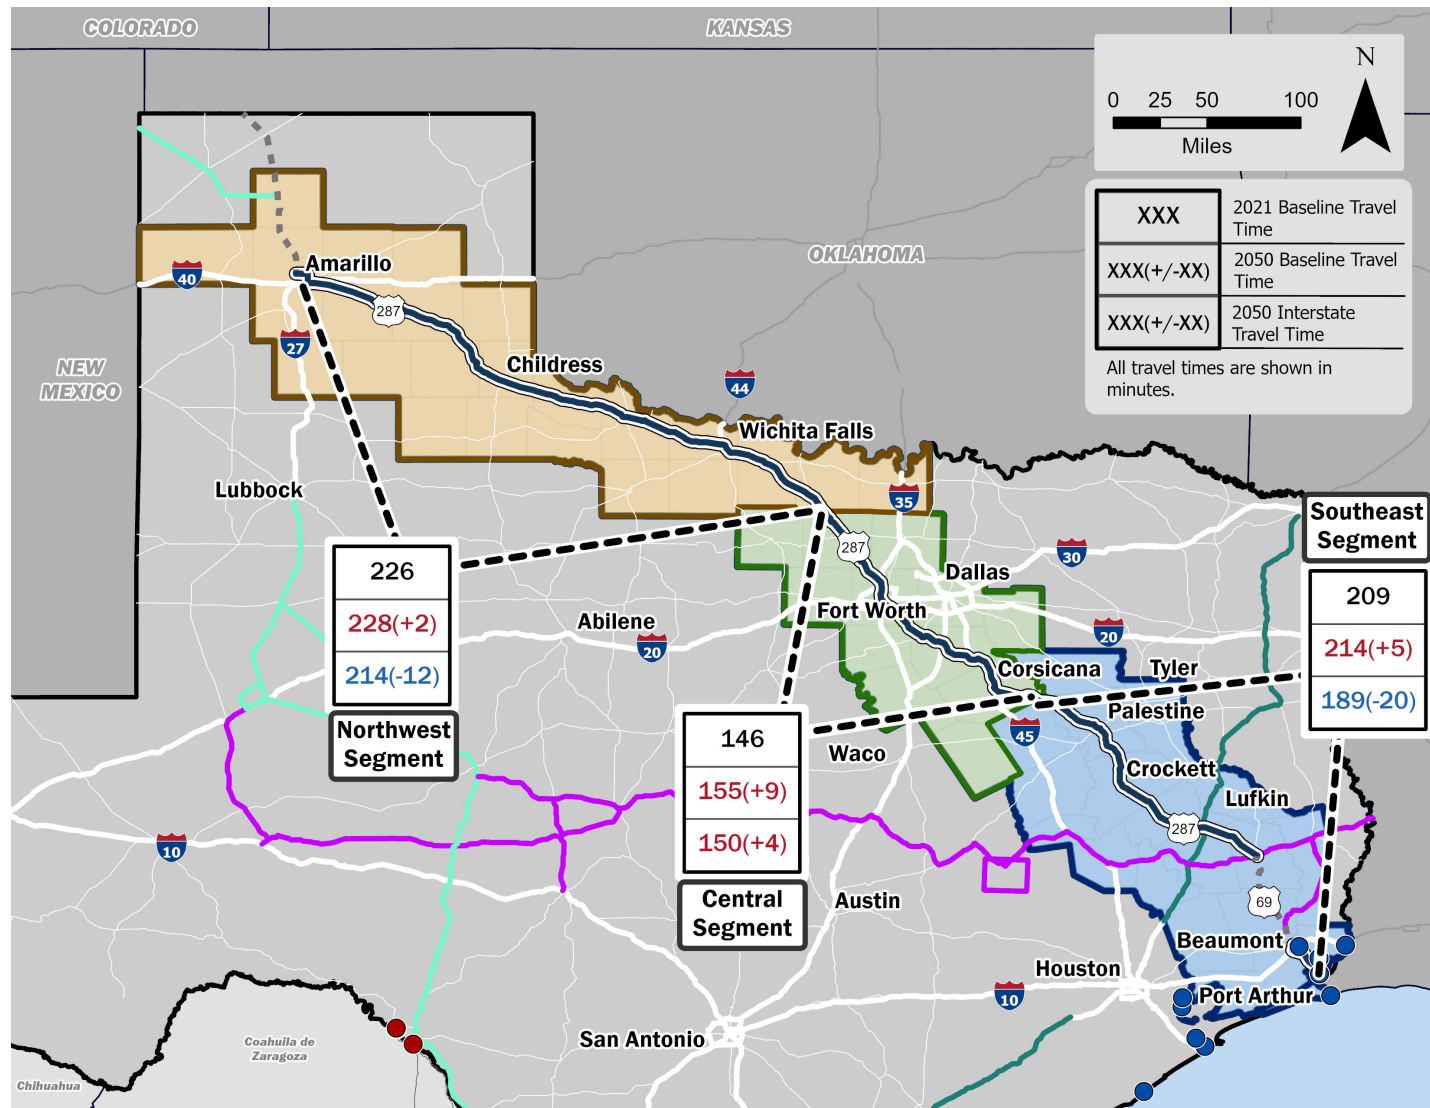 COLORADO
KANSAS
N
0 25 50 100
Miles
XXX
2021 Baseline Travel
Time
XXX(+/-XX)
2050 Baseline Travel
Time
XXX(+/-XX)
2050 Interstate
Travel Time
All travel times are shown in
minutes.
OKLAHOMA
Amarillo
40
287
27
NEW
MEXICO
Childress
44
Wichita Falls
Lubbock
35
Southeast
Segment
209
214(+5)
189(-20)
287
30
Dallas
226
228(+2)
214(-12)
Northwest
Segment
Fort Worth
Abilene
20
20
Corsicana
Tyler
Palestine
45
146
155(+9)
150(+4)
Central
Segment
Waco
Crockett
Lufkin
287
10
69
Austin
Beaumont
Houston
10
Port Arthur
San Antonio
Coahuila de
Zaragoza
Chihuahua